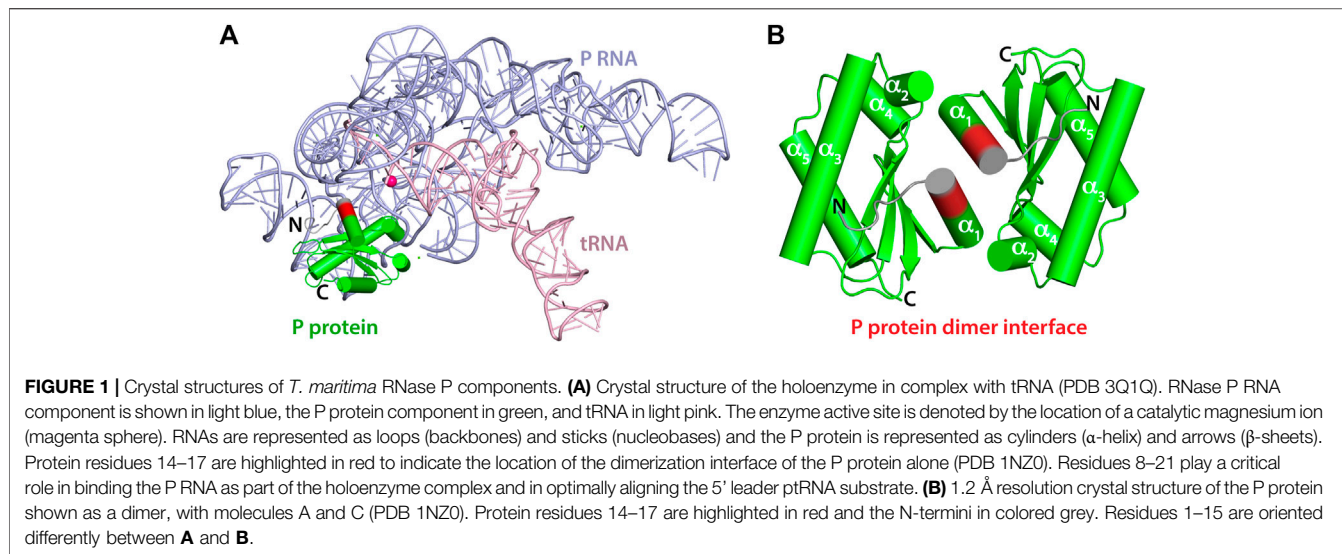 A
P RNA
N
C
tRNA
P protein
B
C
α2
α4
α5
α3
N
α1
α1
N
α5
α3
α4
α2
C
P protein dimer interface
FIGURE 1 | Crystal structures of T. maritima RNase P components. (A) Crystal structure of the holoenzyme in complex with tRNA (PDB 3Q1Q). RNase P RNA
component is shown in light blue, the P protein component in green, and tRNA in light pink. The enzyme active site is denoted by the location of a catalytic magnesium ion
(magenta sphere). RNAs are represented as loops (backbones) and sticks (nucleobases) and the P protein is represented as cylinders (α-helix) and arrows (β-sheets).
Protein residues 14–17 are highlighted in red to indicate the location of the dimerization interface of the P protein alone (PDB 1NZ0). Residues 8–21 play a critical
role in binding the P RNA as part of the holoenzyme complex and in optimally aligning the 5' leader ptRNA substrate. (B) 1.2 Å resolution crystal structure of the P protein
shown as a dimer, with molecules A and C (PDB 1NZ0). Protein residues 14–17 are highlighted in red and the N-termini in colored grey. Residues 1–15 are oriented
differently between A and B.